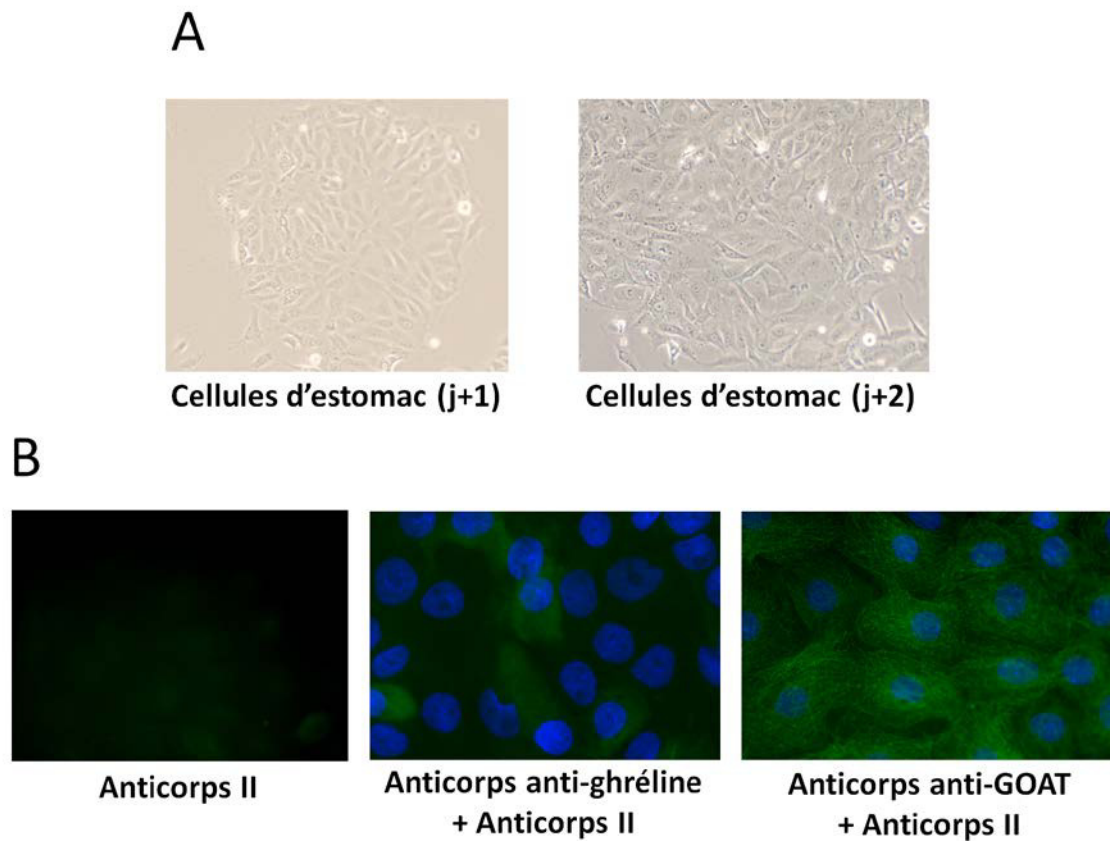 A
Cellules d'estomac (j+1)
Cellules d'estomac (j+2)
B
Anticorps II
Anticorps anti-ghréline
+ Anticorps II
Anticorps anti-GOAT
+ Anticorps II